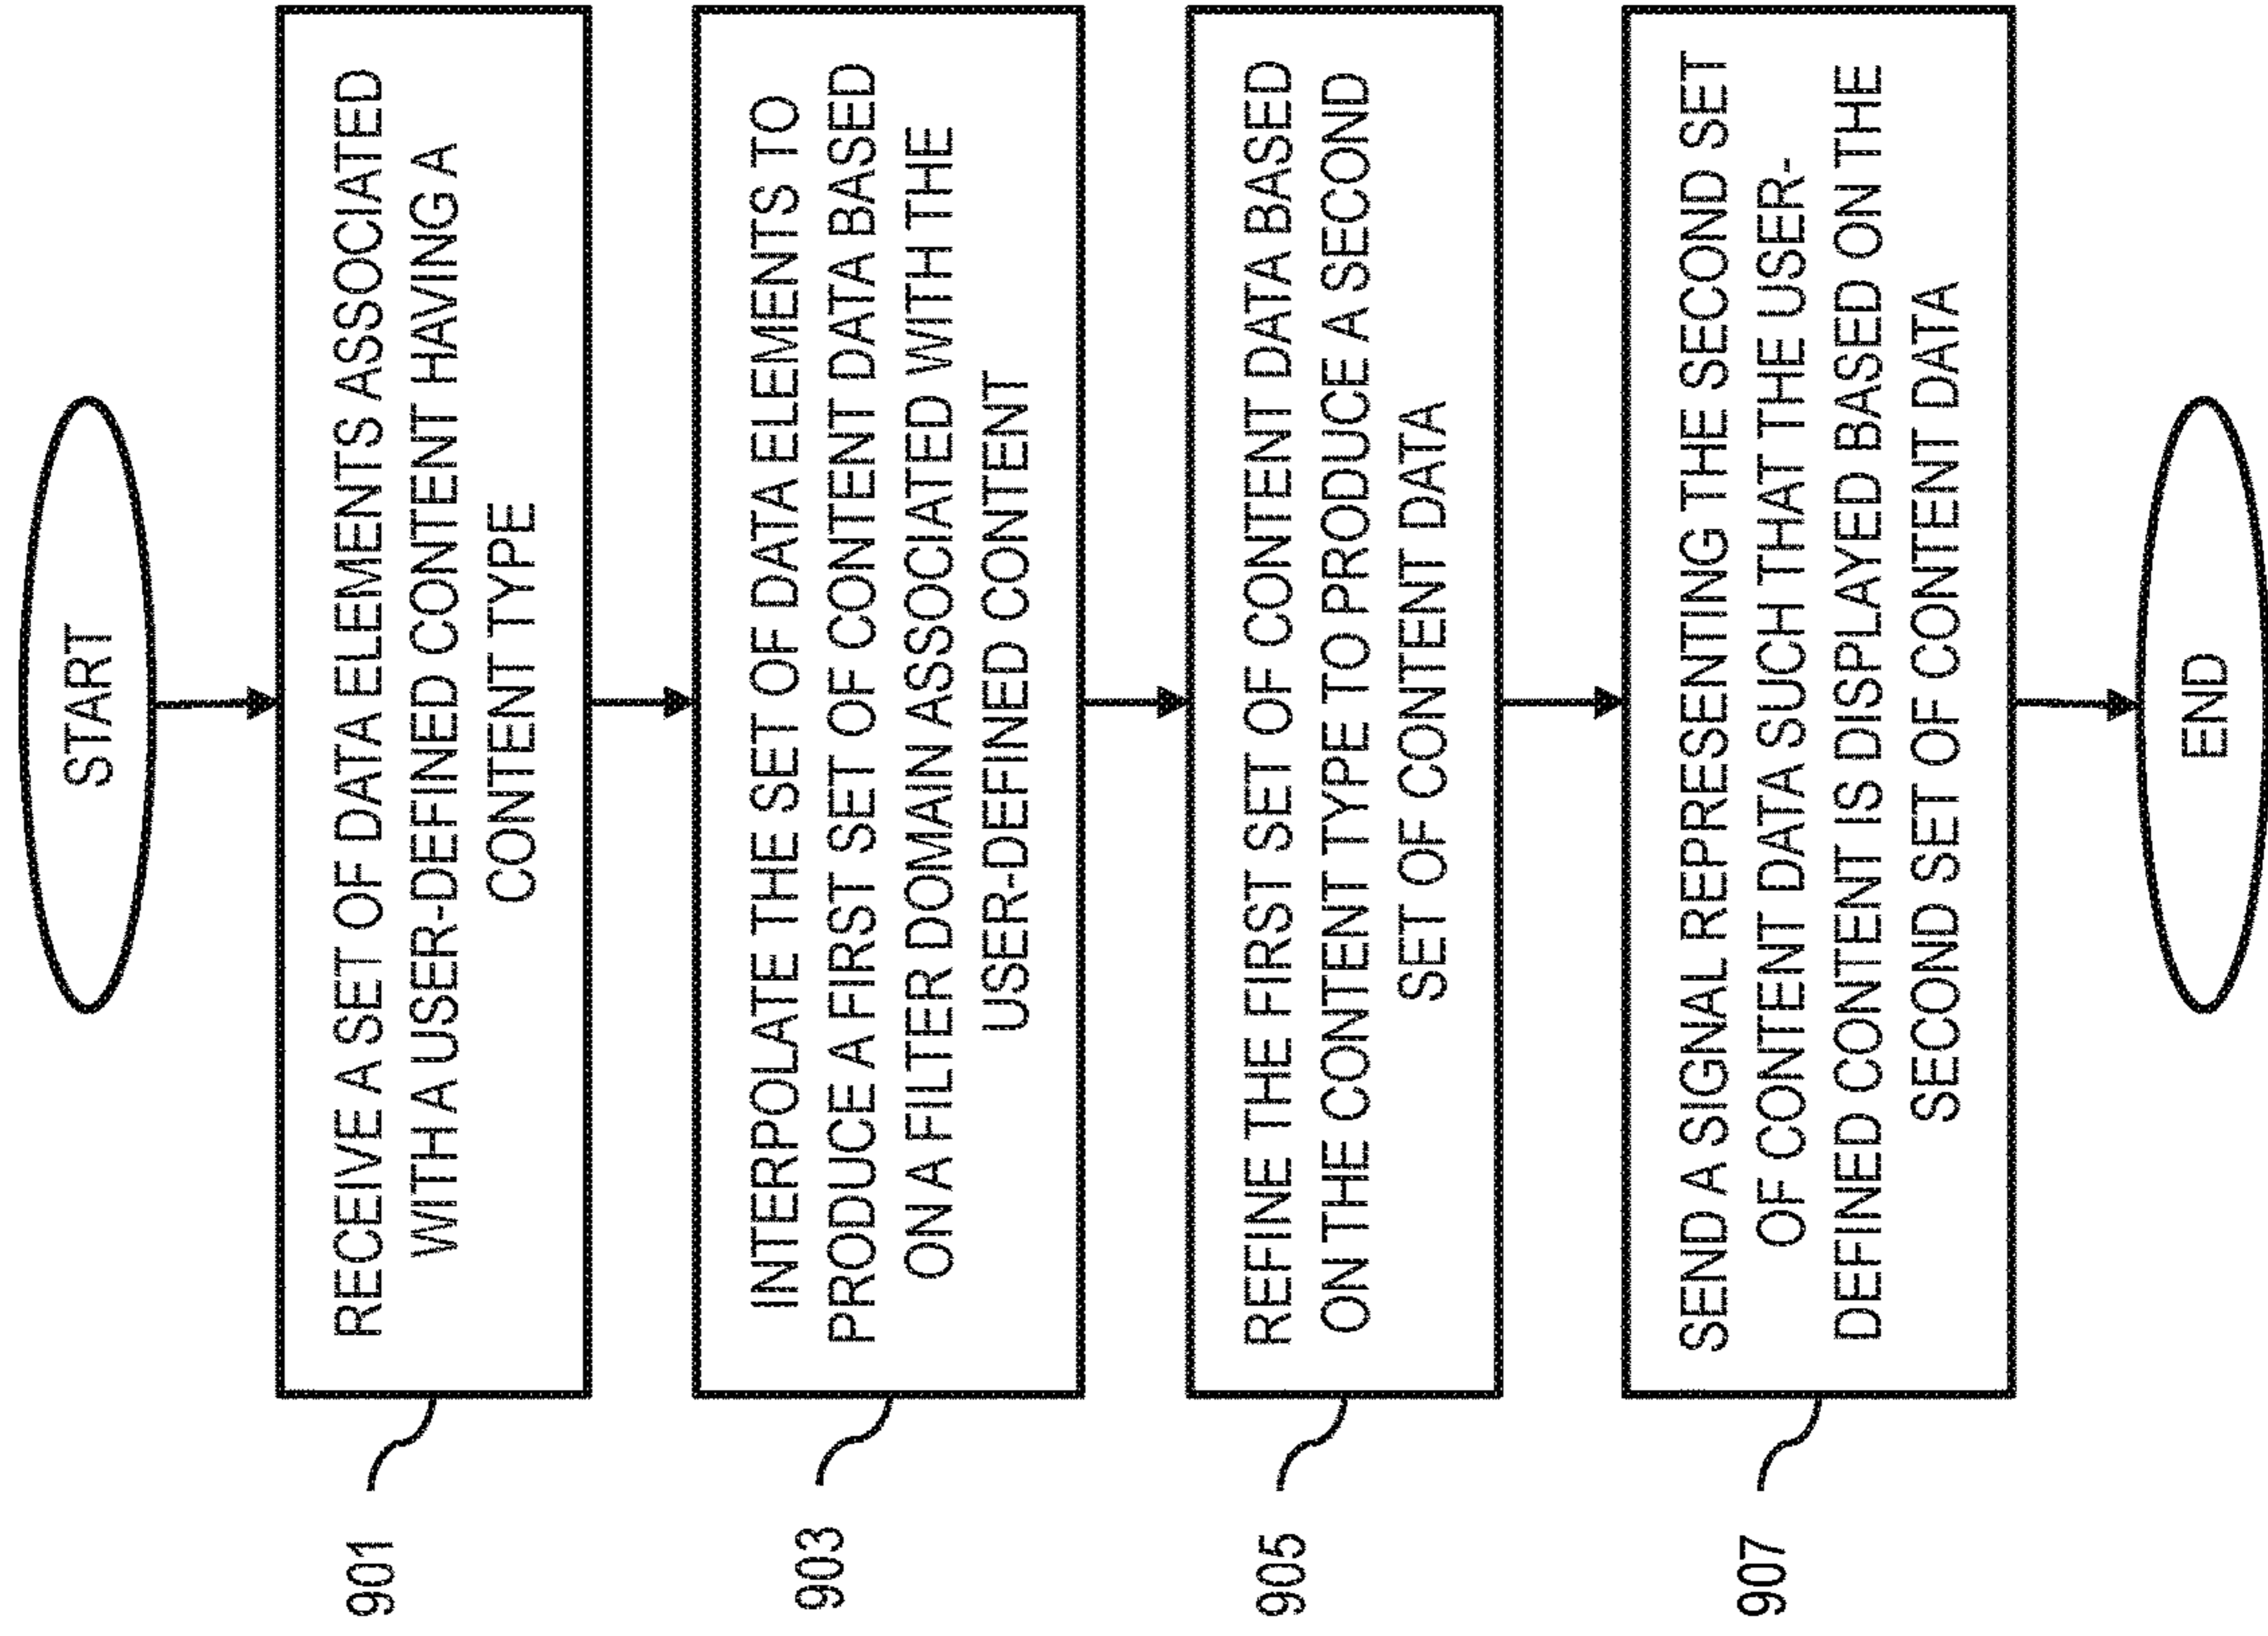 START
RECEIVE A SET OF DATA ELEMENTS ASSOCIATED
WITH A USER-DEFINED CONTENT HAVING A
CONTENT TYPE
901
INTERPOLATE THE SET OF DATA ELEMENTS TO
PRODUCE A FIRST SET OF CONTENT DATA BASED
ON A FILTER DOMAIN ASSOCIATED WITH THE
USER-DEFINED CONTENT
903
REFINE THE FIRST SET OF CONTENT DATA BASED
ON THE CONTENT TYPE TO PRODUCE A SECOND
SET OF CONTENT DATA
905
SEND A SIGNAL REPRESENTING THE SECOND SET
OF CONTENT DATA SUCH THAT THE USER-
DEFINED CONTENT IS DISPLAYED BASED ON THE
SECOND SET OF CONTENT DATA
907
END